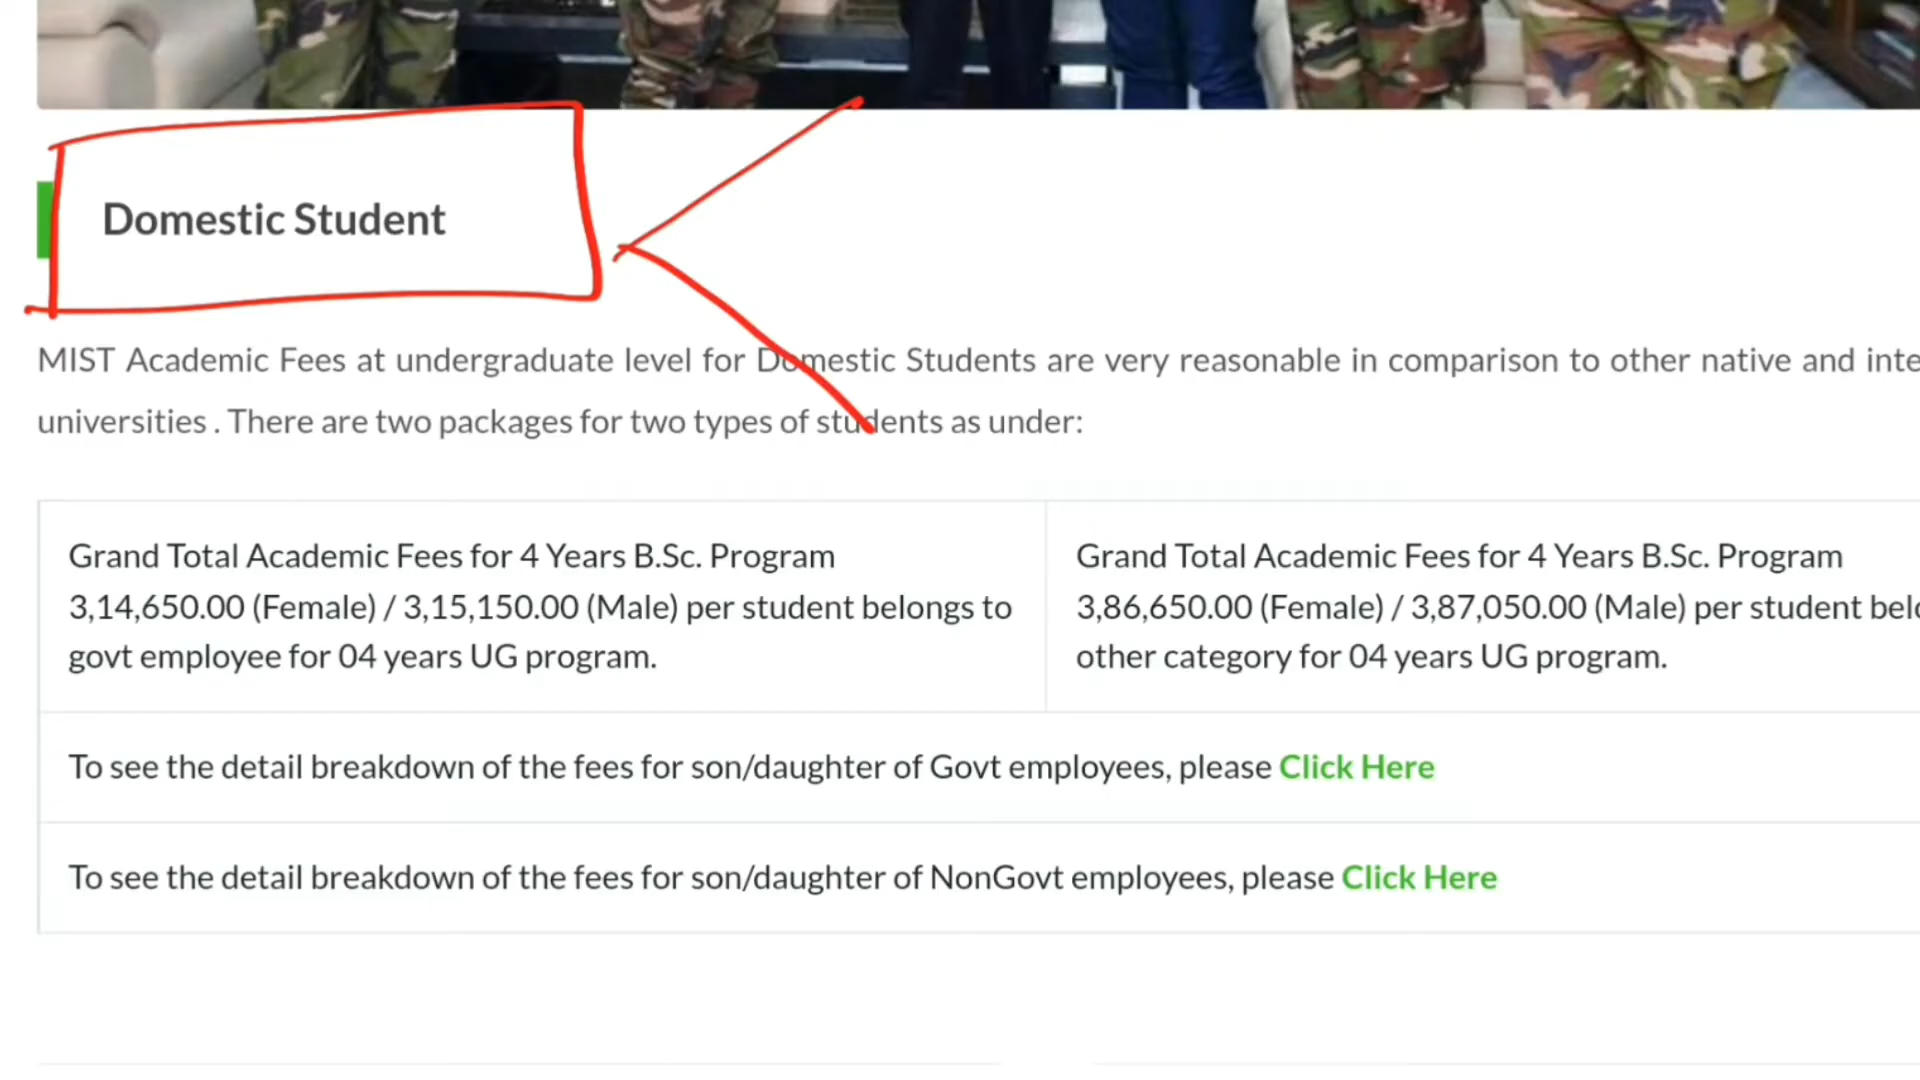 Domestic Student
MIST Academic Fees at undergraduate level for Domestic Students are very reasonable in comparison to other native and
universities . There are two packages for two types of students as under:
Grand Total Academic Fees for 4 Years B.Sc. Program
3,14,650.00 (Female) / 3,15,150.00 (Male) per student belongs to
govt employee for 04 years UG program.
Grand Total Academic Fees for 4 Years B.Sc. Program
3,86,650.00 (Female) / 3,87,050.00 (Male) per student
other category for 04 years UG program.
To see the detail breakdown of the fees for son/daughter of Govt employees, please Click Here
To see the detail breakdown of the fees for son/daughter of NonGovt employees, please Click Here